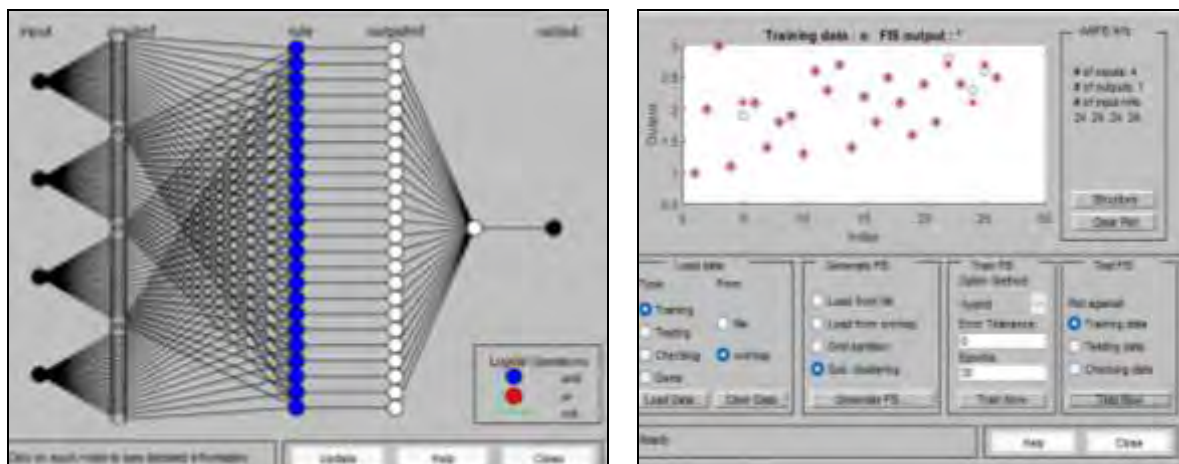 input
rule
outputmf
output
Logical Operations
and
or
not
Click on each node to see detailed information
Update
Help
Close
Training data : o FIS output : *
Output
Index
ANFIS Info
# of inputs: 4
# of outputs: 1
# of input mfs:
Structure
Clear Plot
Load data
Type:
From:
Training
Testing
Checking
Demo
file
worksp.
Load Data
Clear Data
Generate FIS
Load from file
Load from worksp.
Grid partition
Sub. clustering
Generate FIS
Train FIS
Optim. Method:
hybrid
Error Tolerance:
0
Epochs:
Train Now
Test FIS
Plot against:
Training data
Testing data
Checking data
Test Now
Help
Close